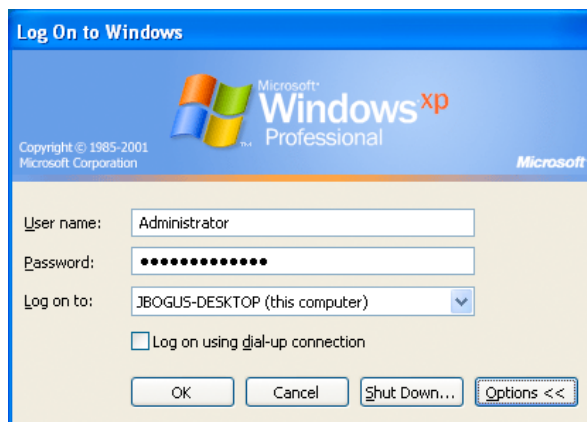 Log On to Windows
Microsoft®
Windows xp
Professional
Copyright © 1985-2001
Microsoft Corporation
Microsoft
User name: Administrator
Password: •••••••••••••
Log on to: JBOGUS-DESKTOP (this computer)
Log on using dial-up connection
OK Cancel Shut Down... Options <<